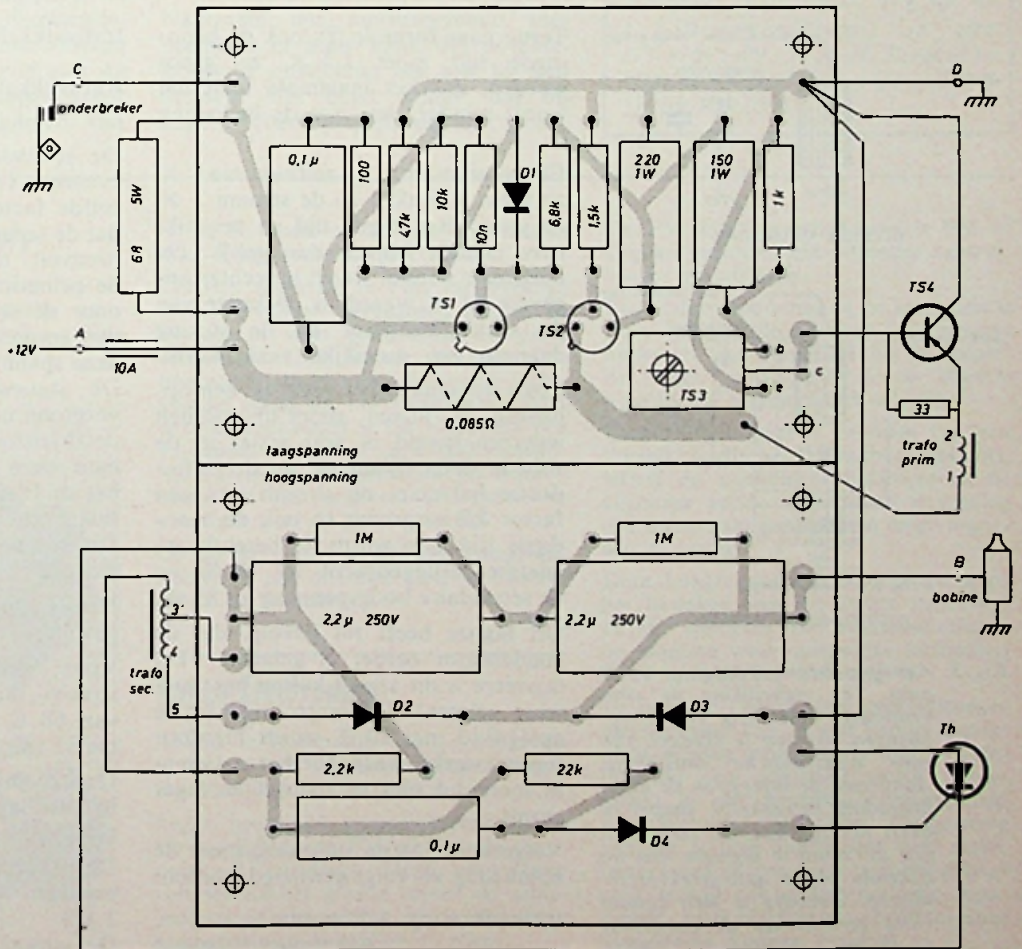 C
onderbreker
D
5W
6R
0,1µ
100
4,7k
10k
10n
D1
6,8k
1,5k
220
1W
150
1W
1k
TS1
TS2
TS4
+12V
A
10A
b
c
e
TS3
33
0,085Ω
2
trafo
prim
1
laagspanning
hoogspanning
1M
1M
B
bobine
2,2µ 250V
2,2µ 250V
3
4
trafo
sec.
5
D2
D3
Th
2,2k
22k
0,1µ
D4